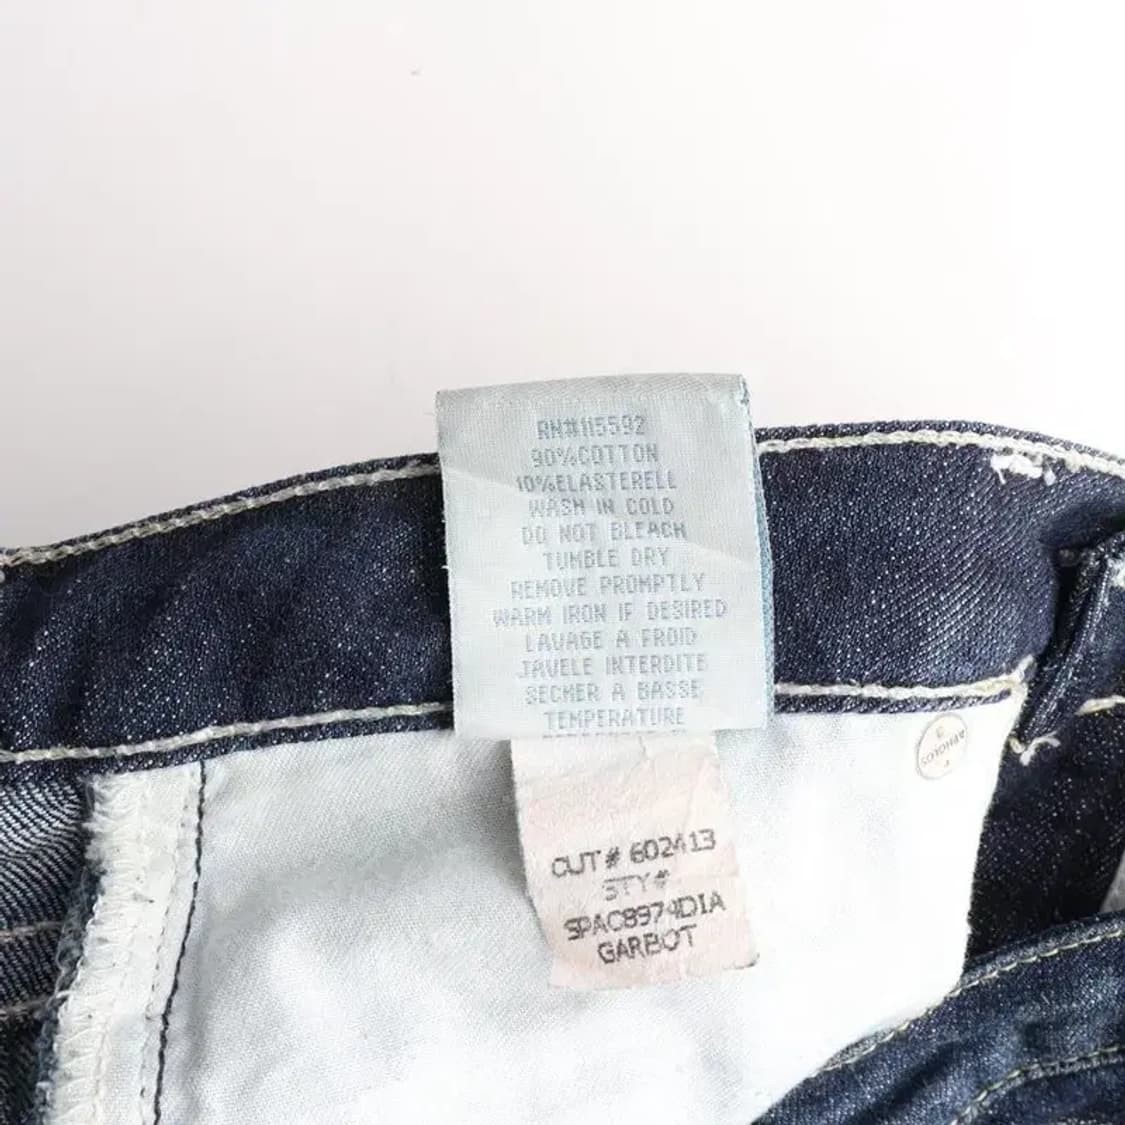 RN#115592
90%COTTON
10%ELASTERELL
WASH IN COLD
DO NOT BLEACH
TUMBLE DRY
REMOVE PROMPTLY
WARM IRON IF DESIRED
LAVAGE A FROID
JAVELE INTERDITE
SECHER A BASSE
TEMPERATURE
CUT# 602413
STY#
SPAC8974DIA
GARBOT